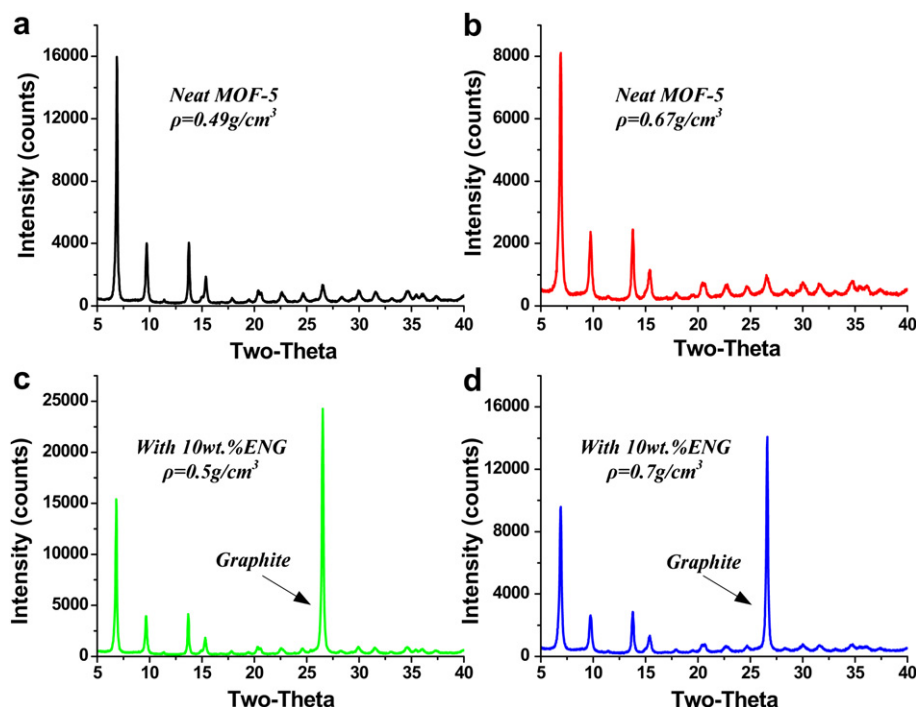 a
Intensity (counts)
16000
12000
8000
4000
0
Neat MOF-5
ρ=0.49g/cm³
5 10 15 20 25 30 35 40
Two-Theta
b
Intensity (counts)
8000
6000
4000
2000
0
Neat MOF-5
ρ=0.67g/cm³
5 10 15 20 25 30 35 40
Two-Theta
c
Intensity (counts)
25000
20000
15000
10000
5000
0
With 10wt.%ENG
ρ=0.5g/cm³
Graphite
5 10 15 20 25 30 35 40
Two-Theta
d
Intensity (counts)
16000
12000
8000
4000
0
With 10wt.%ENG
ρ=0.7g/cm³
Graphite
5 10 15 20 25 30 35 40
Two-Theta